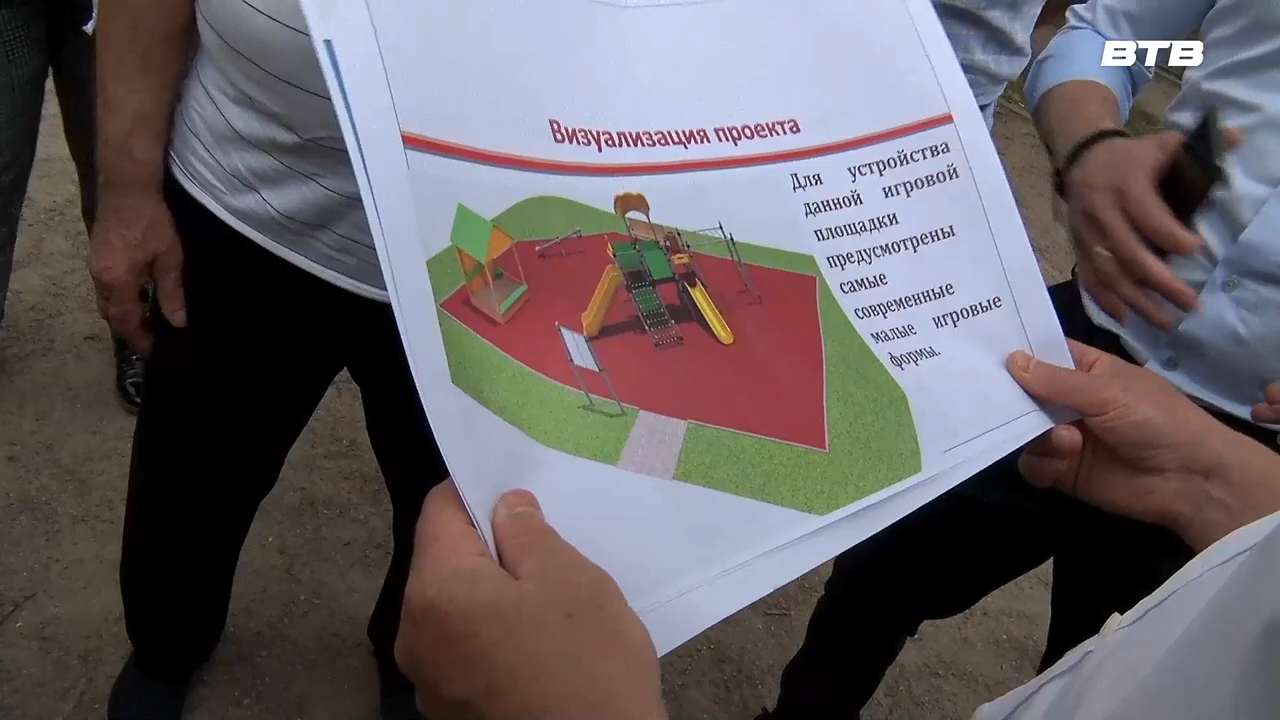 ВТВ
Визуализация проекта
Для устройства
данной игровой
площадки
предусмотрены
самые
современные
малые игровые
формы.